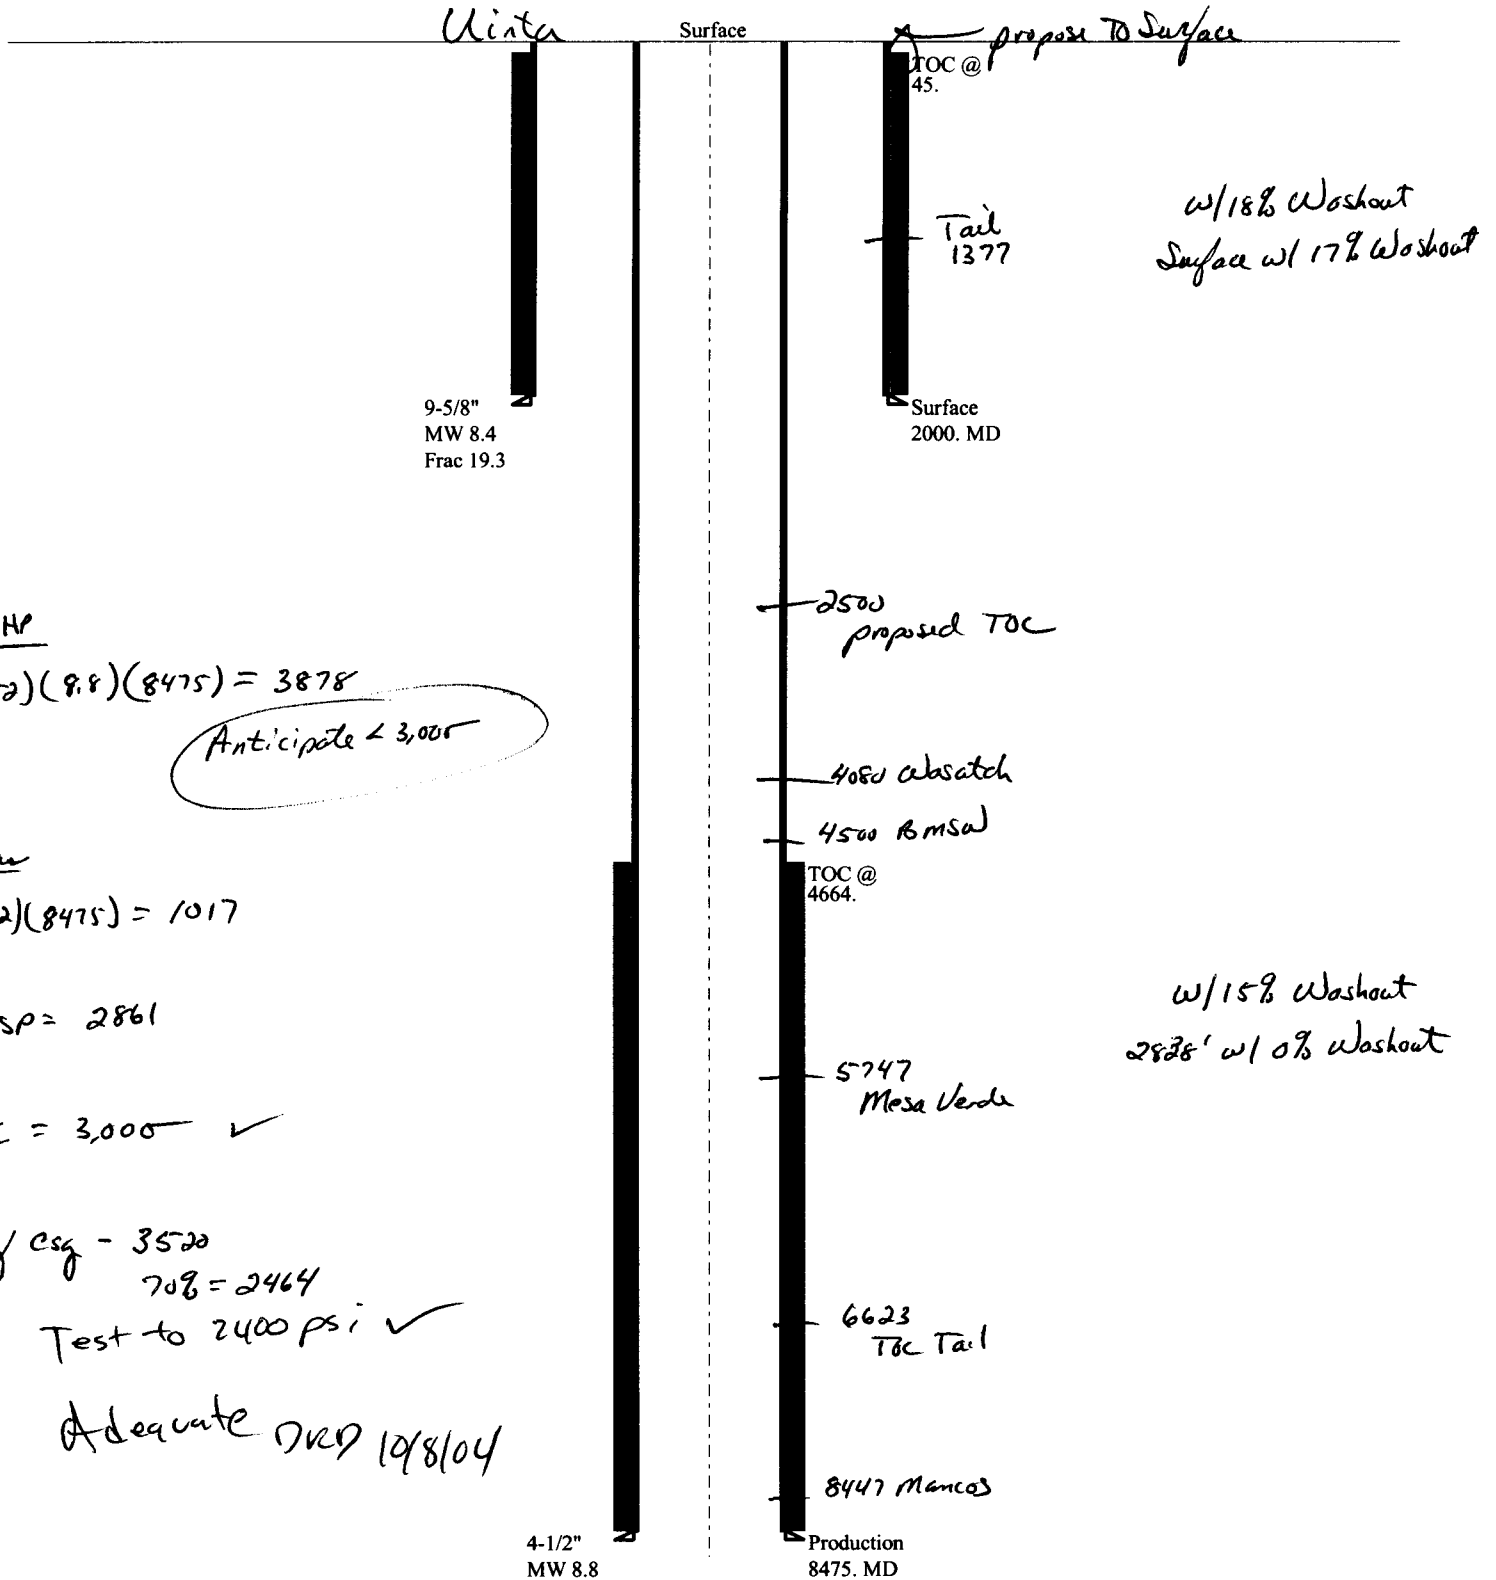 Uinta
Surface
propose To Surface
TOC @
45.
w/18% Washout
Surface w/ 17% Washout
Tail
1377
9-5/8"
MW 8.4
Frac 19.3
Surface
2000. MD
2500
proposed TOC
HP
2)(8.8)(8475) = 3878
Anticipate < 3,000
4080 Wasatch
4500 BMSW
TOC @
4664.
2)(8475) = 1017
w/15% Washout
2838' w/ 0% Washout
SP = 2861
5747
Mesa Verde
= 3,000 ✓
csg - 3520
70% = 2464
Test to 2400 psi ✓
6623
TOC Tail
Adequate DRD 10/8/04
8447 Mancos
4-1/2"
MW 8.8
Production
8475. MD